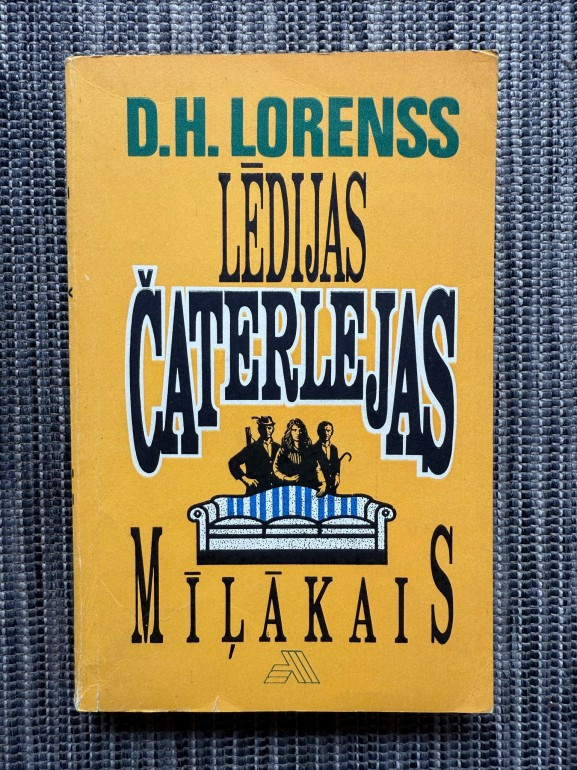 D.H. LORENSS
LĒDIJAS
ČATERLEJAS
MĪĻĀKAIS